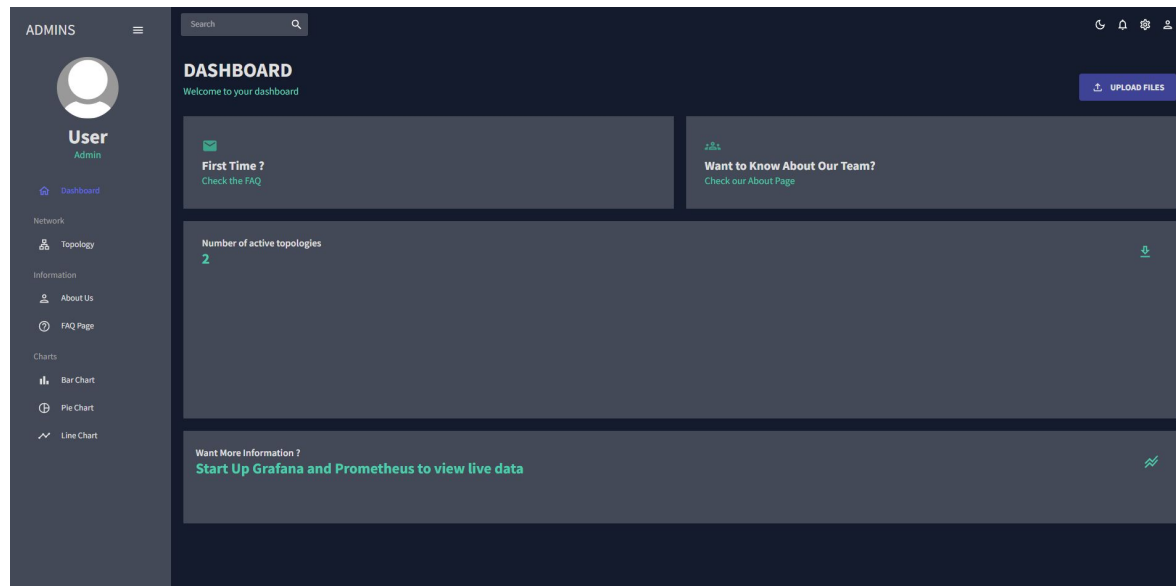 ADMINS
User
Admin
Dashboard
Network
Topology
Information
About Us
FAQ Page
Charts
Bar Chart
Pie Chart
Line Chart
Search
DASHBOARD
Welcome to your dashboard
UPLOAD FILES
First Time ?
Check the FAQ
Want to Know About Our Team?
Check our About Page
Number of active topologies
2
Want More Information ?
Start Up Grafana and Prometheus to view live data